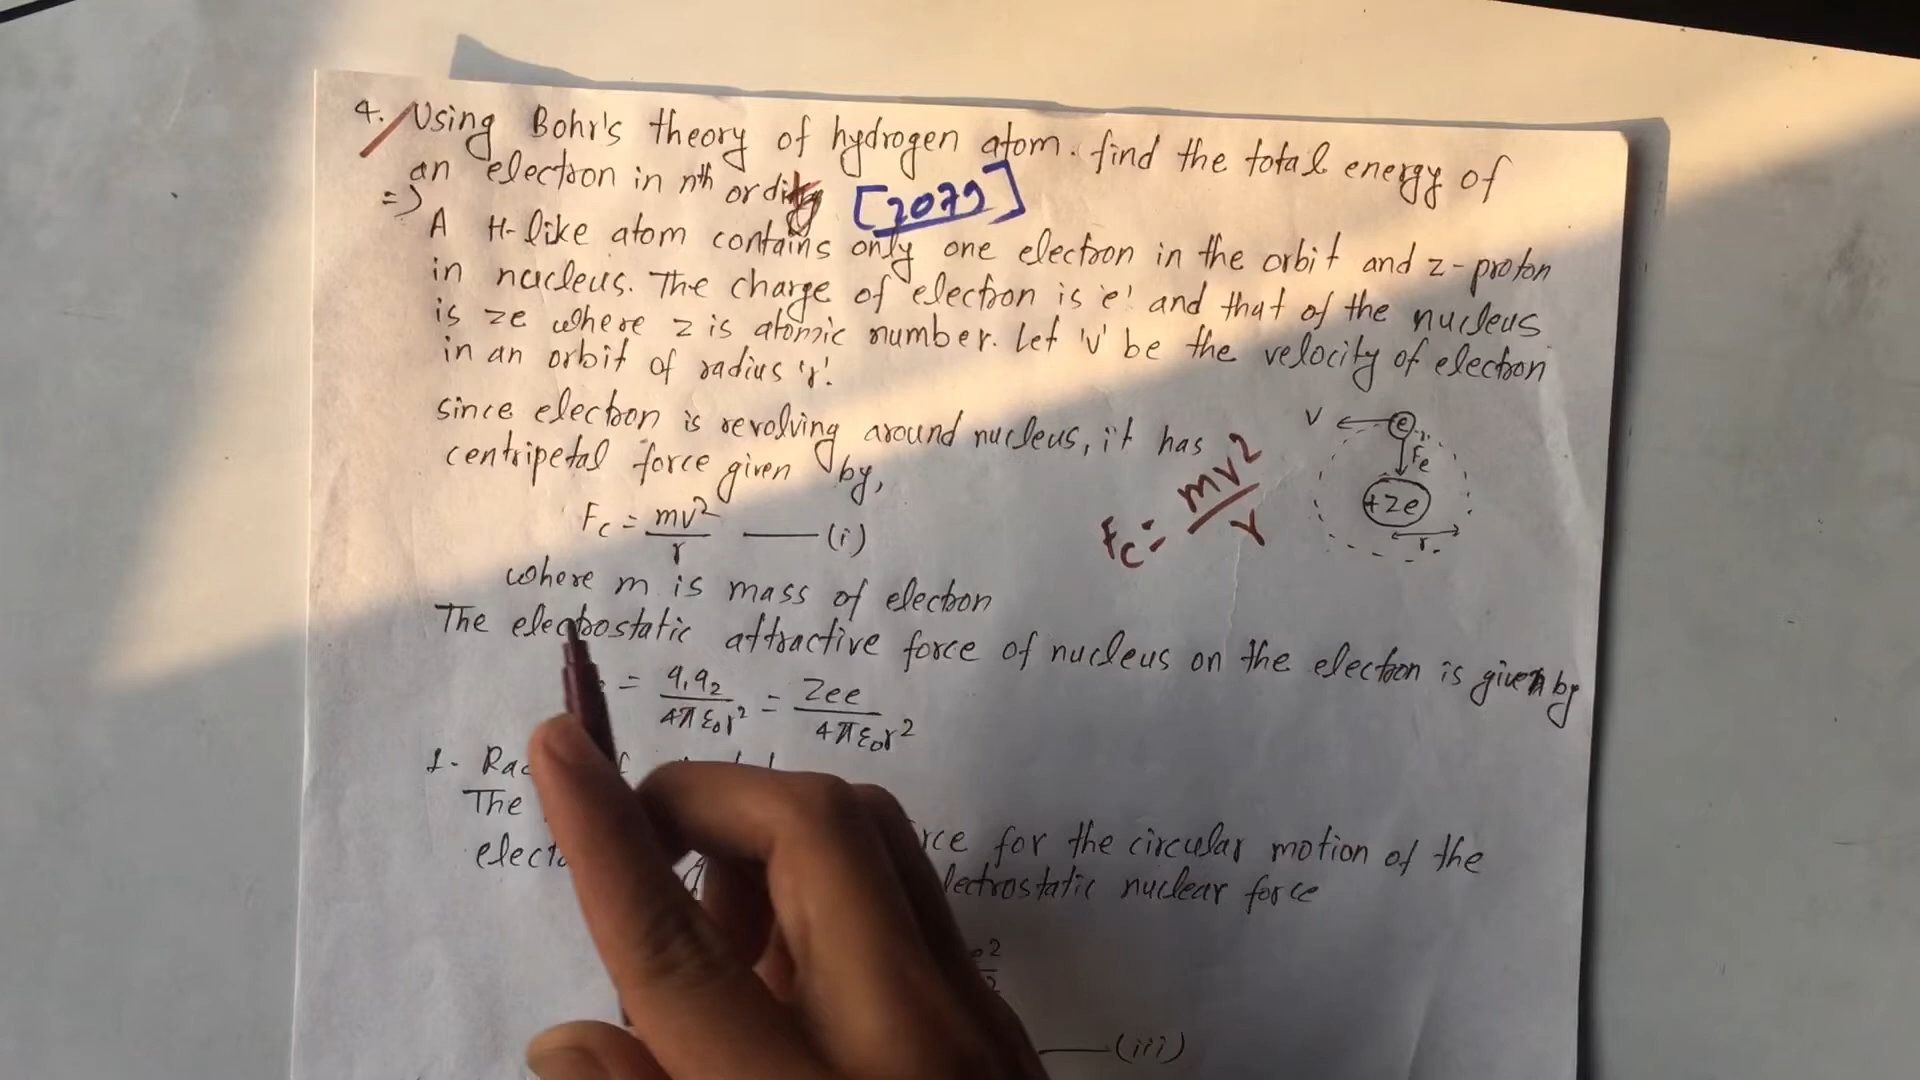 4. Using Bohr's theory of hydrogen atom. find the total energy of
an electron in nth ordit [2079]
=> A H-like atom contains only one electron in the orbit and z-proton
in nucleus. The charge of electron is 'e' and that of the nucleus
is ze where z is atomic number. Let 'v' be the velocity of electron
in an orbit of radius 'r'.
since electron is revolving around nucleus, it has
centripetal force given by,
Fc = mv²/r —— (i)
Fc = mv²/r
V e
Fe
+Ze
r
where m is mass of electron
The electrostatic attractive force of nucleus on the electron is given by
= q₁q₂/4πε₀r² = Zee/4πε₀r²
1. 
The
for the circular motion of the
nuclear force
(iii)